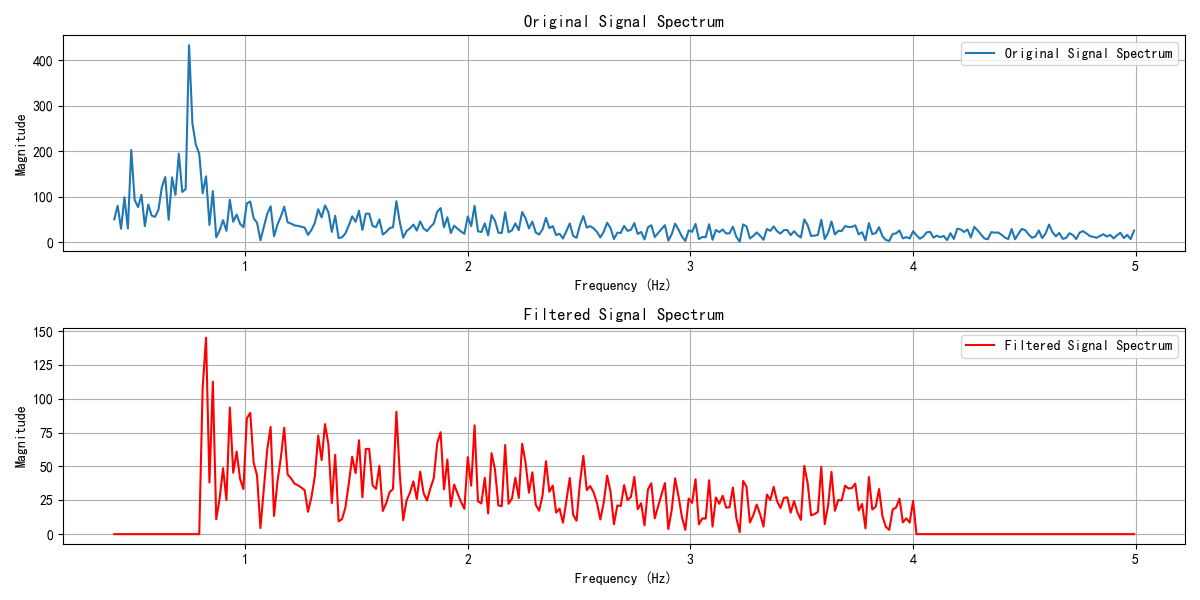 Original Signal Spectrum
Original Signal Spectrum
Magnitude
400
300
200
100
0
1
2
3
4
5
Frequency (Hz)
Filtered Signal Spectrum
Filtered Signal Spectrum
Magnitude
150
125
100
75
50
25
0
1
2
3
4
5
Frequency (Hz)